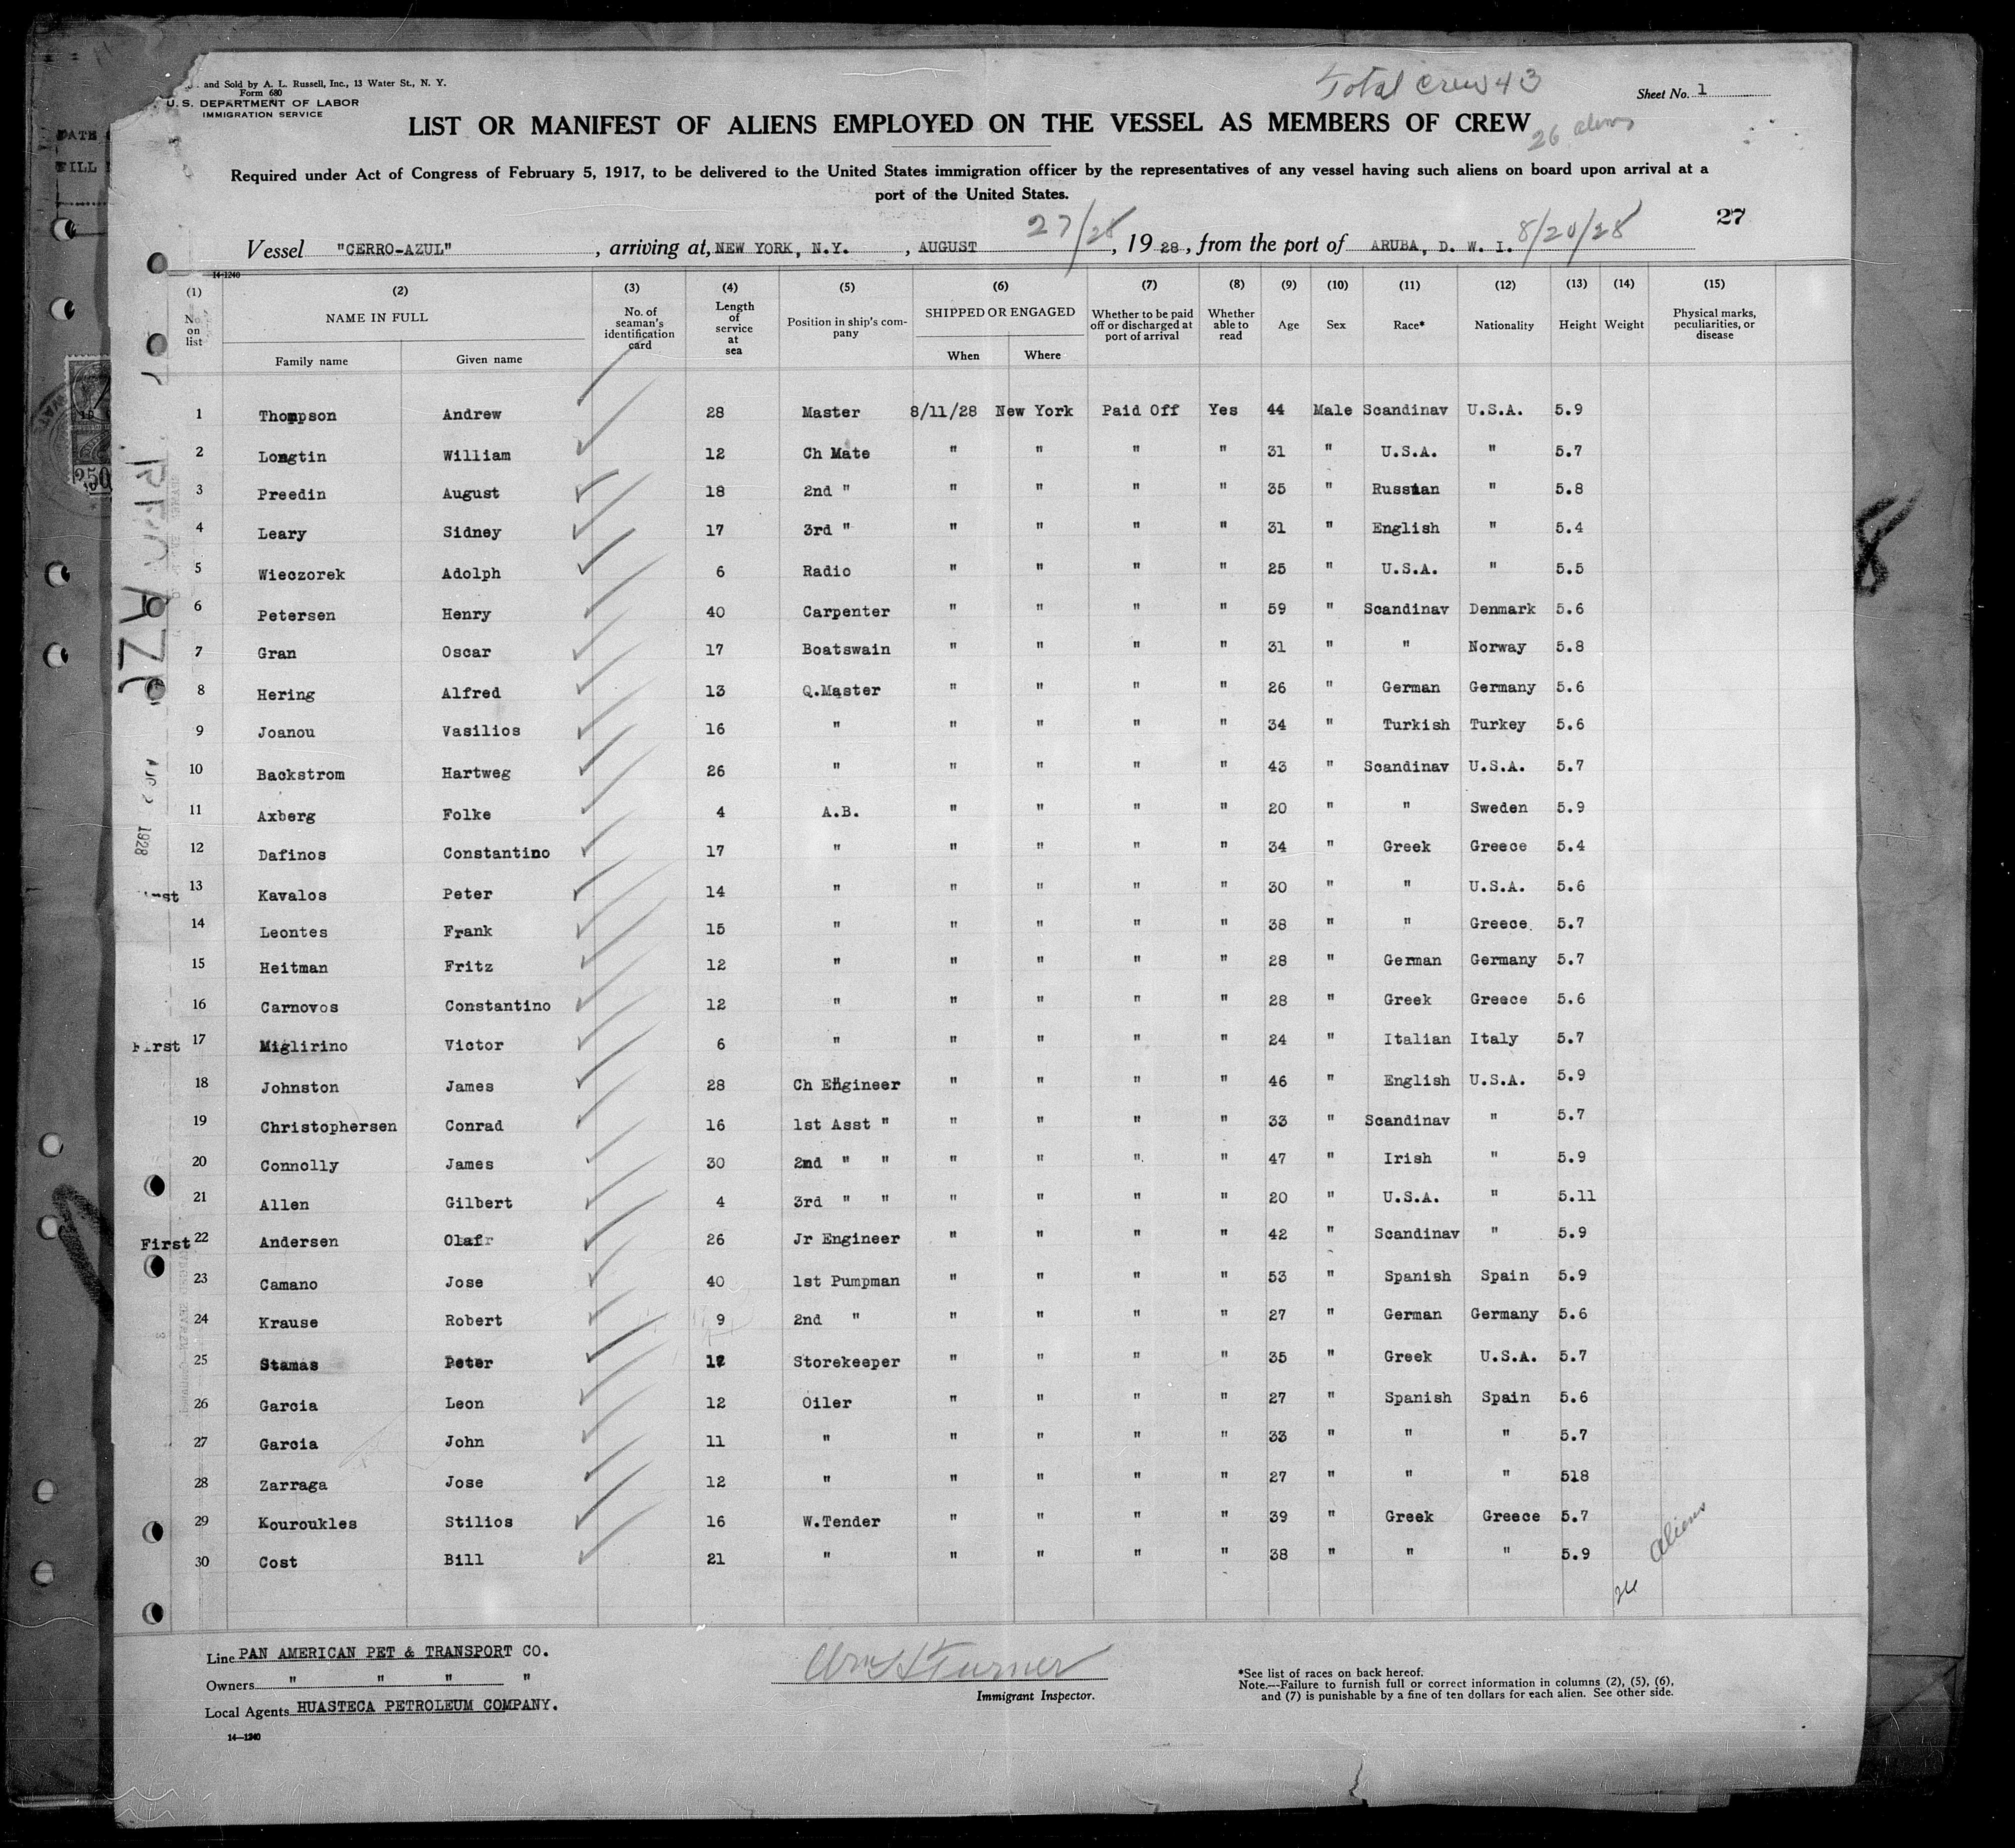 and Sold by A. L. Russell, Inc., 13 Water St., N. Y.
Form 680
U. S. DEPARTMENT OF LABOR
IMMIGRATION SERVICE
Total crew 43
Sheet No. 1
LIST OR MANIFEST OF ALIENS EMPLOYED ON THE VESSEL AS MEMBERS OF CREW
26 aliens
Required under Act of Congress of February 5, 1917, to be delivered to the United States immigration officer by the representatives of any vessel having such aliens on board upon arrival at a
port of the United States.
27
Vessel "CERRO-AZUL", arriving at, NEW YORK, N.Y., AUGUST 27/28, 1928, from the port of ARUBA, D. W. I. 8/20/28
14-1240
(1) (2) (3) (4) (5) (6) (7) (8) (9) (10) (11) (12) (13) (14) (15)
No. on list NAME IN FULL Family name Given name No. of seaman's identification card Length of service at sea Position in ship's company SHIPPED OR ENGAGED When Where Whether to be paid off or discharged at port of arrival Whether able to read Age Sex Race* Nationality Height Weight Physical marks, peculiarities, or disease
1 Thompson Andrew 28 Master 8/11/28 New York Paid Off Yes 44 Male Scandinav U.S.A. 5.9
2 Longtin William 12 Ch Mate " " " " 31 " U.S.A. " 5.7
3 Preedin August 18 2nd " " " " " 35 " Russian " 5.8
4 Leary Sidney 17 3rd " " " " " 31 " English " 5.4
5 Wieczorek Adolph 6 Radio " " " " 25 " U.S.A. " 5.5
6 Petersen Henry 40 Carpenter " " " " 59 " Scandinav Denmark 5.6
7 Gran Oscar 17 Boatswain " " " " 31 " " Norway 5.8
8 Hering Alfred 13 Q.Master " " " " 26 " German Germany 5.6
9 Joanou Vasilios 16 " " " " " 34 " Turkish Turkey 5.6
10 Backstrom Hartweg 26 " " " " " 43 " Scandinav U.S.A. 5.7
11 Axberg Folke 4 A.B. " " " " 20 " " Sweden 5.9
12 Dafinos Constantino 17 " " " " " 34 " Greek Greece 5.4
13 Kavalos Peter 14 " " " " " 30 " " U.S.A. 5.6
14 Leontes Frank 15 " " " " " 38 " " Greece. 5.7
15 Heitman Fritz 12 " " " " " 28 " German Germany 5.7
16 Carnovos Constantino 12 " " " " " 28 " Greek Greece 5.6
First 17 Miglirino Victor 6 " " " " " 24 " Italian Italy 5.7
18 Johnston James 28 Ch Engineer " " " " 46 " English U.S.A. 5.9
19 Christophersen Conrad 16 1st Asst " " " " " 33 " Scandinav " 5.7
20 Connolly James 30 2nd " " " " " " 47 " Irish " 5.9
21 Allen Gilbert 4 3rd " " " " " " 20 " U.S.A. " 5.11
First 22 Andersen Olaf 26 Jr Engineer " " " " 42 " Scandinav " 5.9
23 Camano Jose 40 1st Pumpman " " " " 53 " Spanish Spain 5.9
24 Krause Robert 9 2nd " " " " " 27 " German Germany 5.6
25 Stamas Peter Storekeeper " " " " 35 " Greek U.S.A. 5.7
26 Garcia Leon 12 Oiler " " " " 27 " Spanish Spain 5.6
27 Garcia John 11 " " " " " 33 " " " 5.7
28 Zarraga Jose 12 " " " " " 27 " " " 518
29 Kouroukles Stilios 16 W.Tender " " " " 39 " Greek Greece 5.7
30 Cost Bill 21 " " " " " 38 " " " 5.9
aliens
Line PAN AMERICAN PET & TRANSPORT CO.
Owners " " " "
Local Agents HUASTECA PETROLEUM COMPANY.
14—1240
Wm H Turner
Immigrant Inspector.
*See list of races on back hereof.
Note.—Failure to furnish full or correct information in columns (2), (5), (6),
and (7) is punishable by a fine of ten dollars for each alien. See other side.
1928
250
8